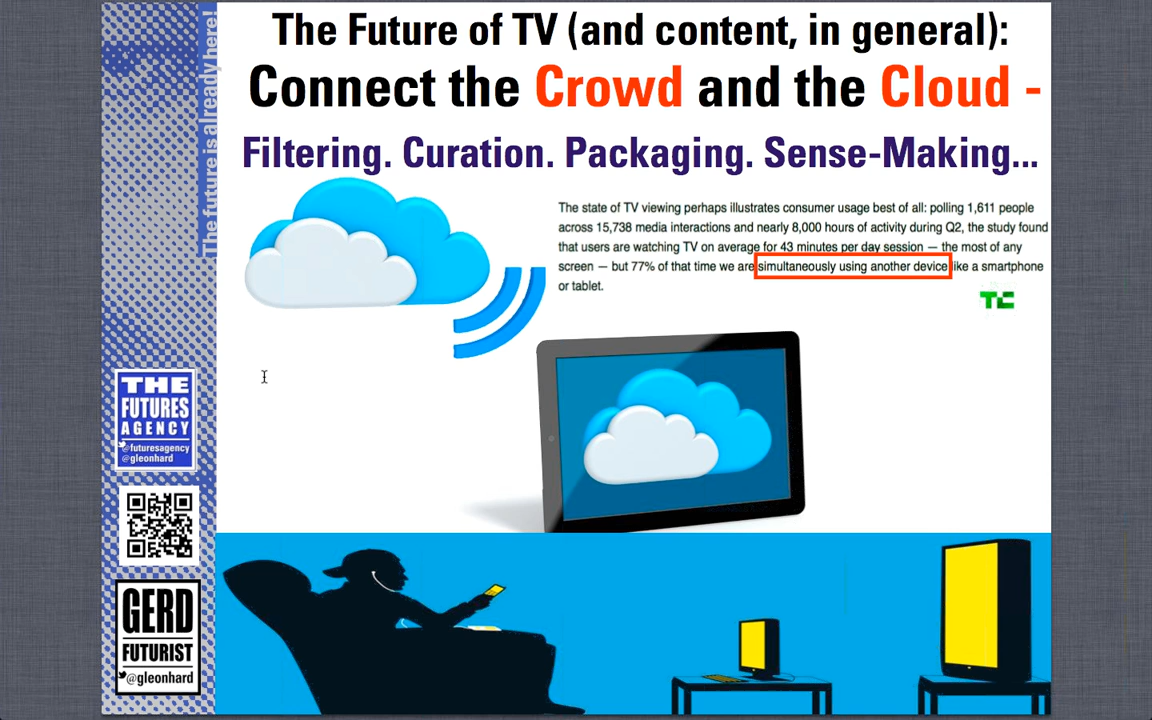 The Future of TV (and content, in general):
Connect the Crowd and the Cloud -
Filtering. Curation. Packaging. Sense-Making...
The state of TV viewing perhaps illustrates consumer usage best of all: polling 1,611 people
across 15,738 media interactions and nearly 8,000 hours of activity during Q2, the study found
that users are watching TV on average for 43 minutes per day session — the most of any
screen — but 77% of that time we are simultaneously using another device like a smartphone
or tablet.
TC
The future is already here!
THE
FUTURES
AGENCY
@futuresagency
@gleonhard
GERD
FUTURIST
@gleonhard